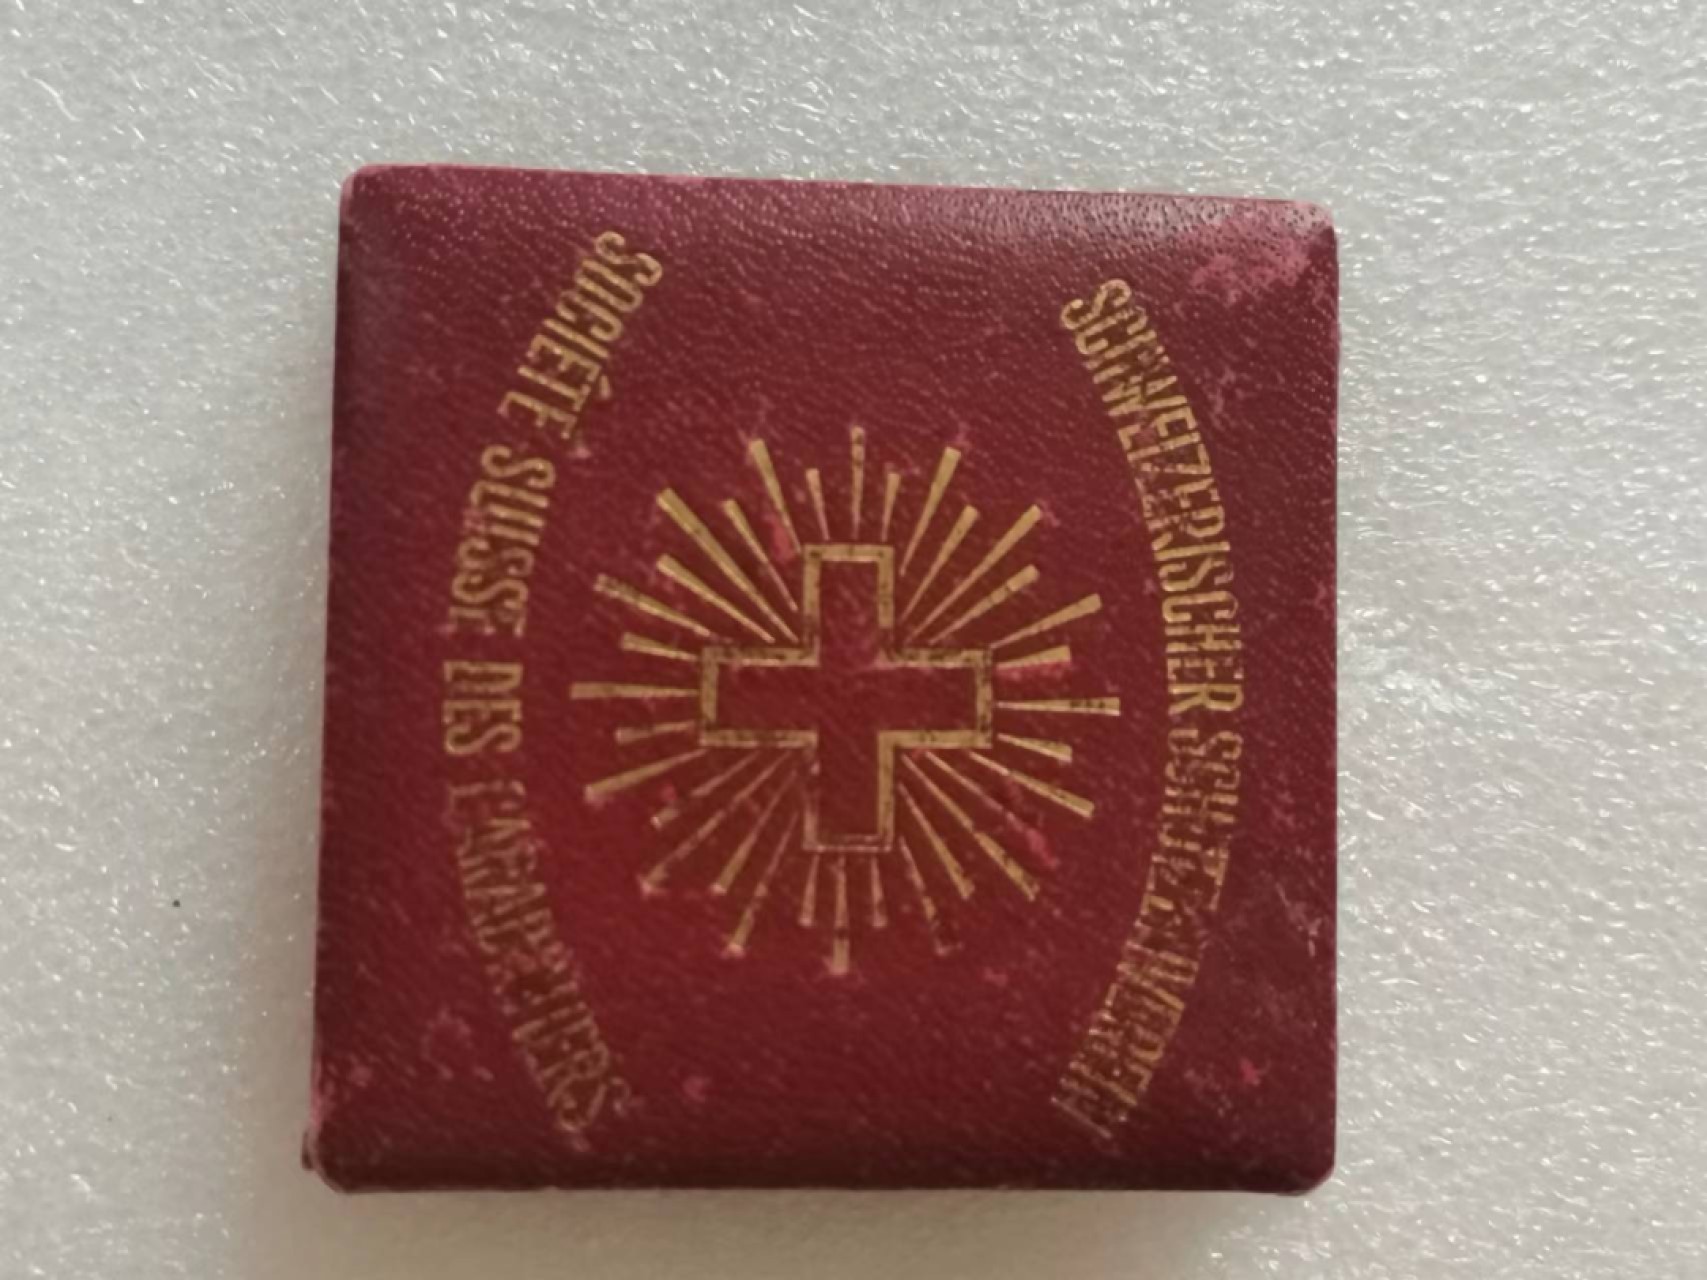 SCHWEIZERISCHER SCHÜTZENVEREIN
SOCIÉTÉ SUISSE DES CARABINIERS